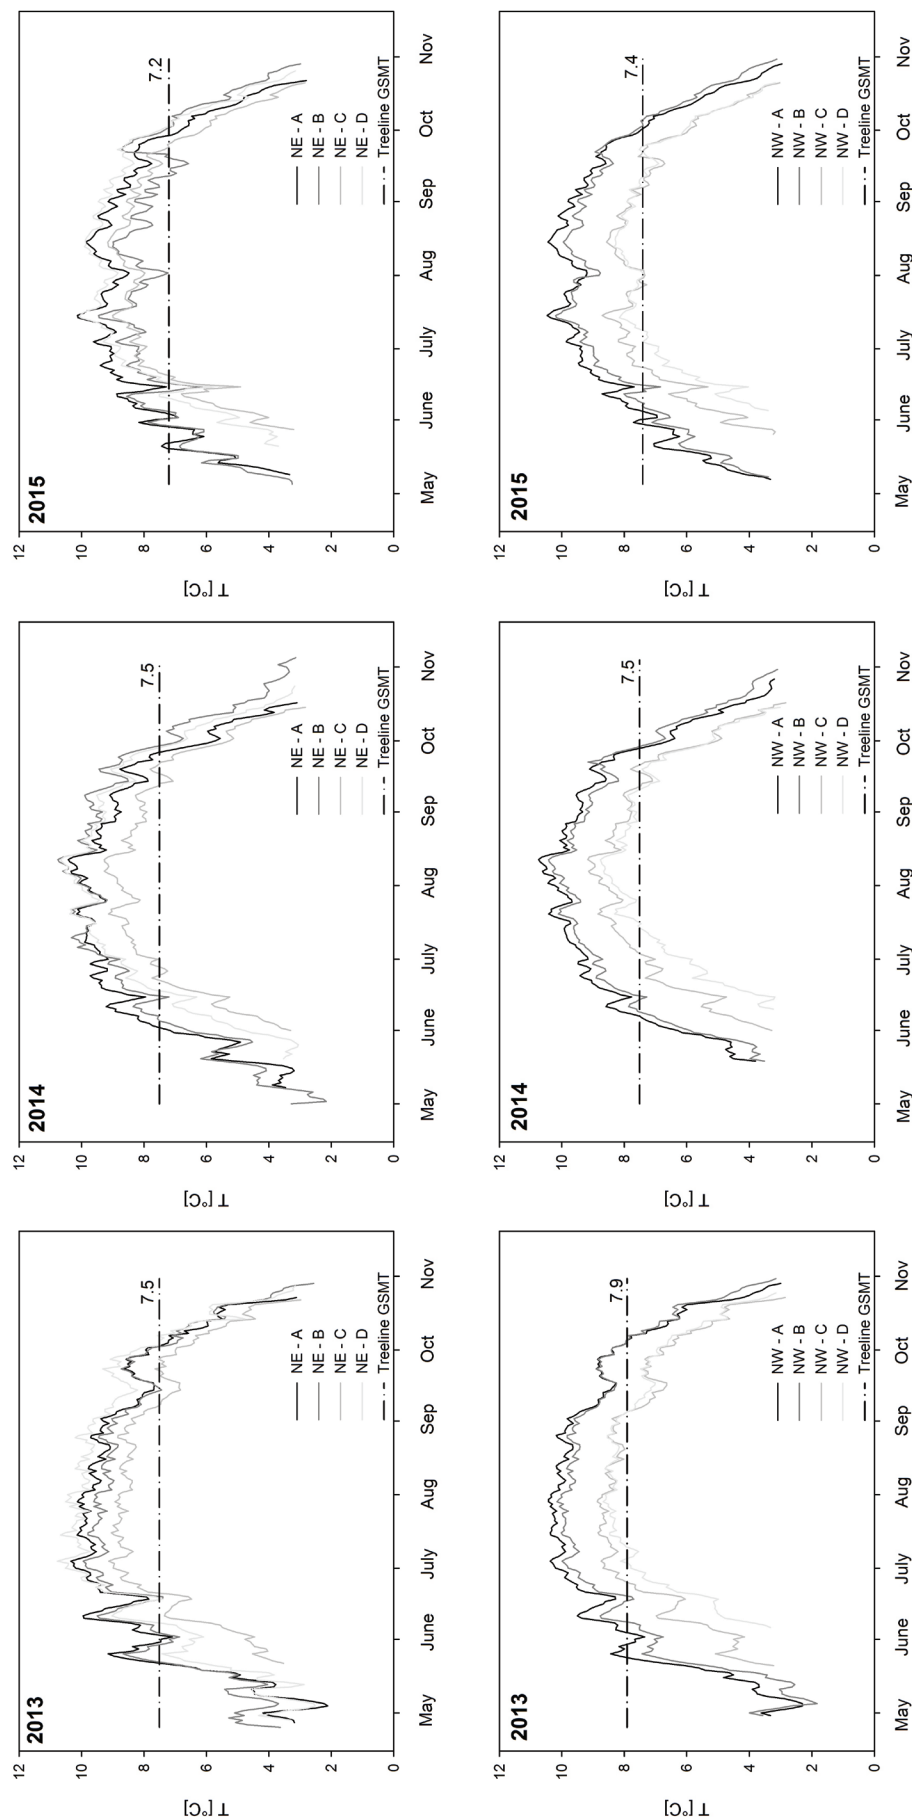 2013
12
10
8
6
4
2
0
T [°C]
7.5
NE - A
NE - B
NE - C
NE - D
Treeline GSMT
May June July Aug Sep Oct Nov
2014
12
10
8
6
4
2
0
T [°C]
7.5
NE - A
NE - B
NE - C
NE - D
Treeline GSMT
May June July Aug Sep Oct Nov
2015
12
10
8
6
4
2
0
T [°C]
7.2
NE - A
NE - B
NE - C
NE - D
Treeline GSMT
May June July Aug Sep Oct Nov
2013
12
10
8
6
4
2
0
T [°C]
7.9
NW - A
NW - B
NW - C
NW - D
Treeline GSMT
May June July Aug Sep Oct Nov
2014
12
10
8
6
4
2
0
T [°C]
7.5
NW - A
NW - B
NW - C
NW - D
Treeline GSMT
May June July Aug Sep Oct Nov
2015
12
10
8
6
4
2
0
T [°C]
7.4
NW - A
NW - B
NW - C
NW - D
Treeline GSMT
May June July Aug Sep Oct Nov